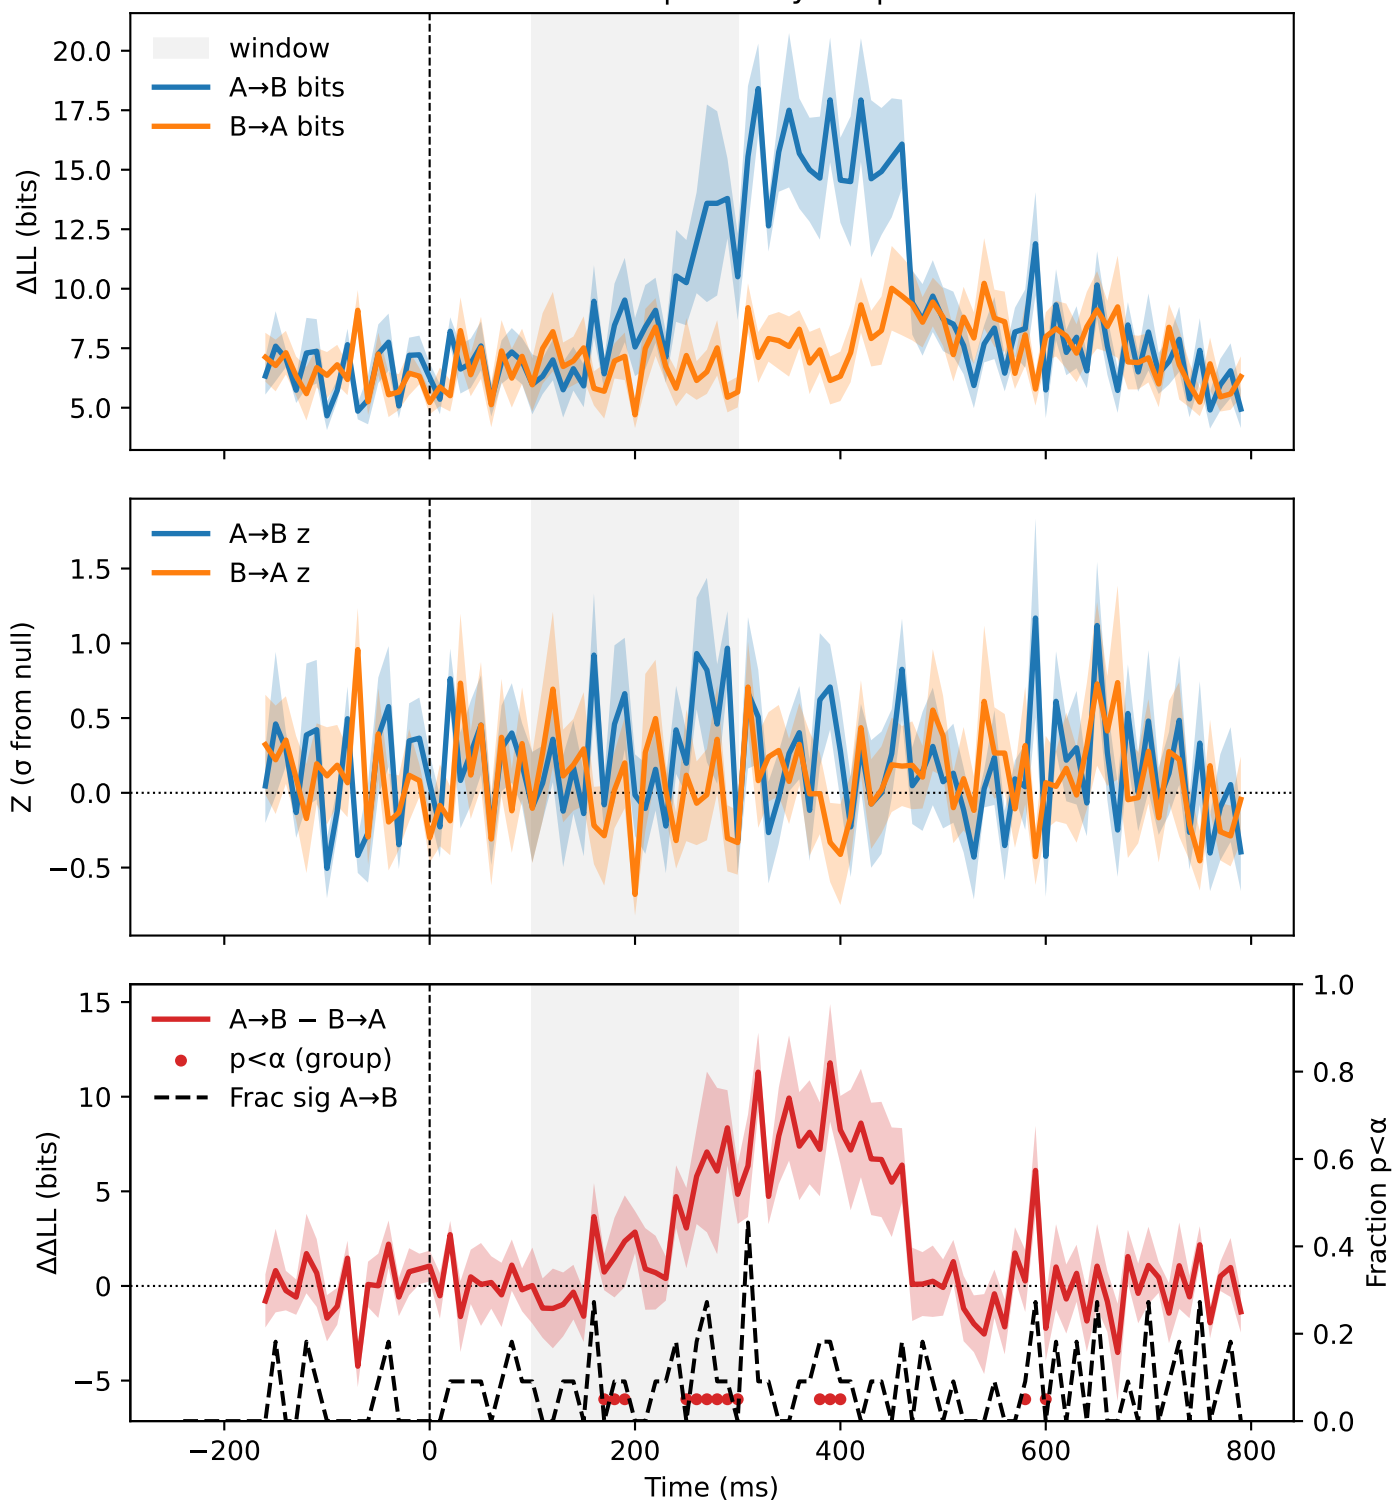 20.0
17.5
15.0
12.5
10.0
7.5
5.0
ΔLL (bits)
window
A→B bits
B→A bits
1.5
1.0
0.5
0.0
−0.5
Z (σ from null)
A→B z
B→A z
15
10
5
0
−5
ΔΔLL (bits)
A→B − B→A
p<α (group)
Frac sig A→B
1.0
0.8
0.6
0.4
0.2
0.0
Fraction p<α
−200 0 200 400 600 800
Time (ms)